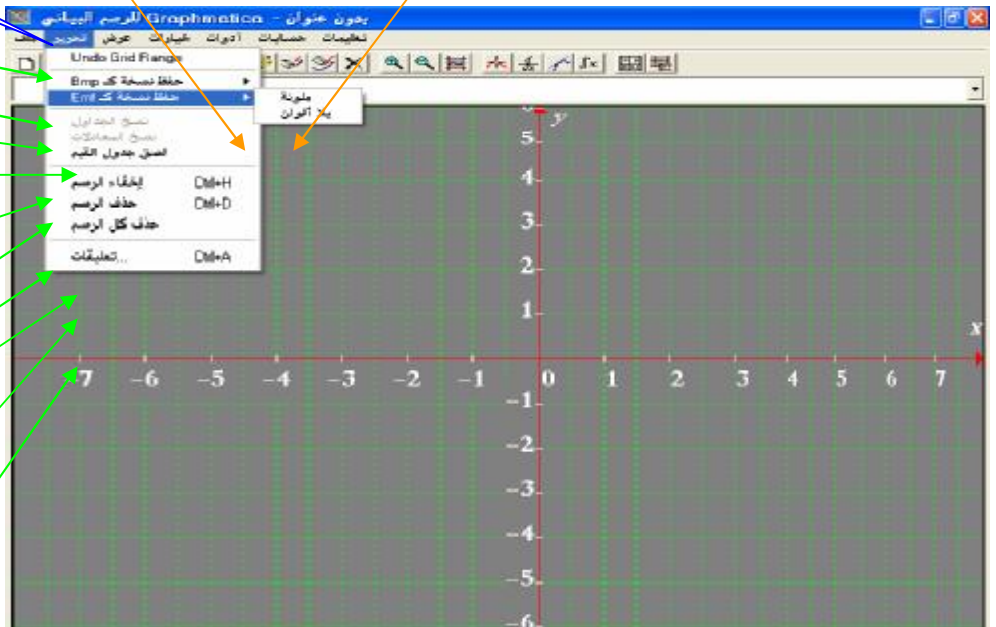 بدون عنوان - Graphmatica للرسم البياني
ملف تحرير عرض خيارات أدوات حسابات تعليمات
Undo Grid Range
حفظ نسخة كـ Bmp
حفظ نسخة كـ Emf
ملونة
بلا ألوان
نسخ الجداول
نسخ المعادلات
لصق جدول القيم
إخفاء الرسم Ctrl+H
حذف الرسم Ctrl+D
حذف كل الرسم
تعليقات... Ctrl+A
y
5
4
3
2
1
x
-7 -6 -5 -4 -3 -2 -1 0 1 2 3 4 5 6 7
-1
-2
-3
-4
-5
-6